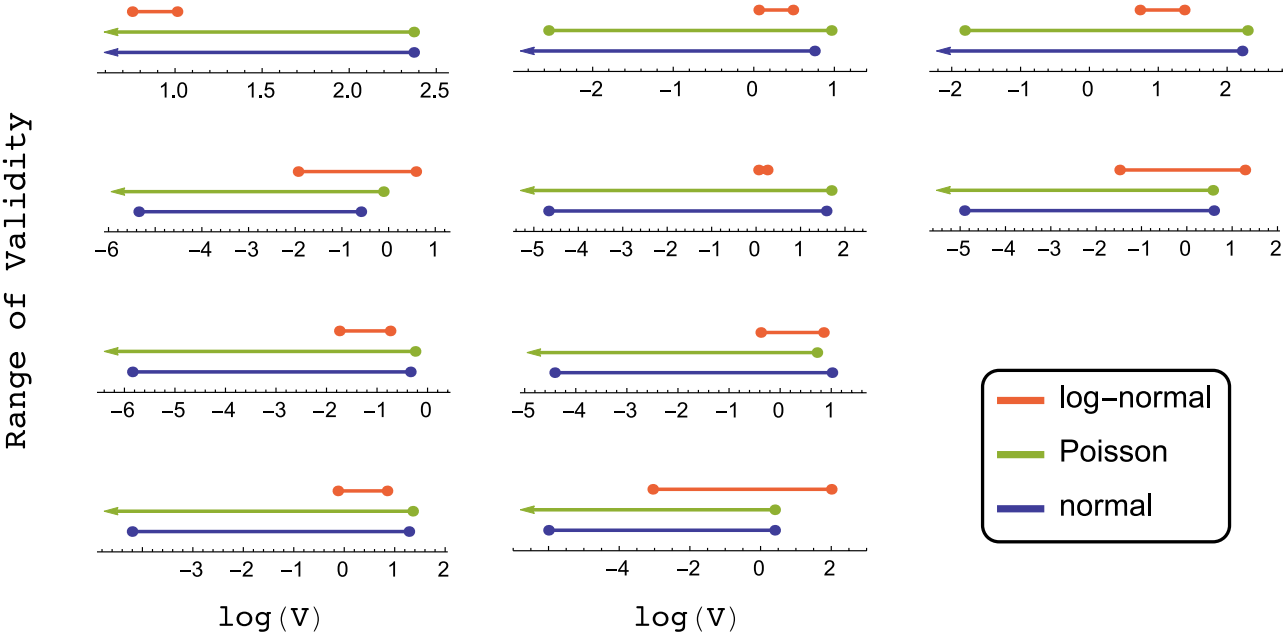 1.0 1.5 2.0 2.5
−2 −1 0 1
−2 −1 0 1 2
Range of Validity
−6 −4 −3 −2 −1 0 1
−5 −4 −3 −2 −1 0 1 2
−5 −4 −3 −2 −1 0 1 2
−6 −5 −4 −3 −2 −1 0
−5 −4 −3 −2 −1 0 1
log−normal
Poisson
normal
−3 −2 −1 0 1 2
−4 −2 0 2
log(V)
log(V)